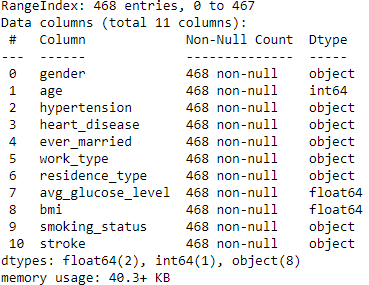 RangeIndex: 468 entries, 0 to 467
Data columns (total 11 columns):
 #   Column             Non-Null Count  Dtype
---  ------             --------------  -----
 0   gender             468 non-null    object
 1   age                468 non-null    int64
 2   hypertension       468 non-null    object
 3   heart_disease      468 non-null    object
 4   ever_married       468 non-null    object
 5   work_type          468 non-null    object
 6   residence_type     468 non-null    object
 7   avg_glucose_level  468 non-null    float64
 8   bmi                468 non-null    float64
 9   smoking_status     468 non-null    object
 10  stroke             468 non-null    object
dtypes: float64(2), int64(1), object(8)
memory usage: 40.3+ KB